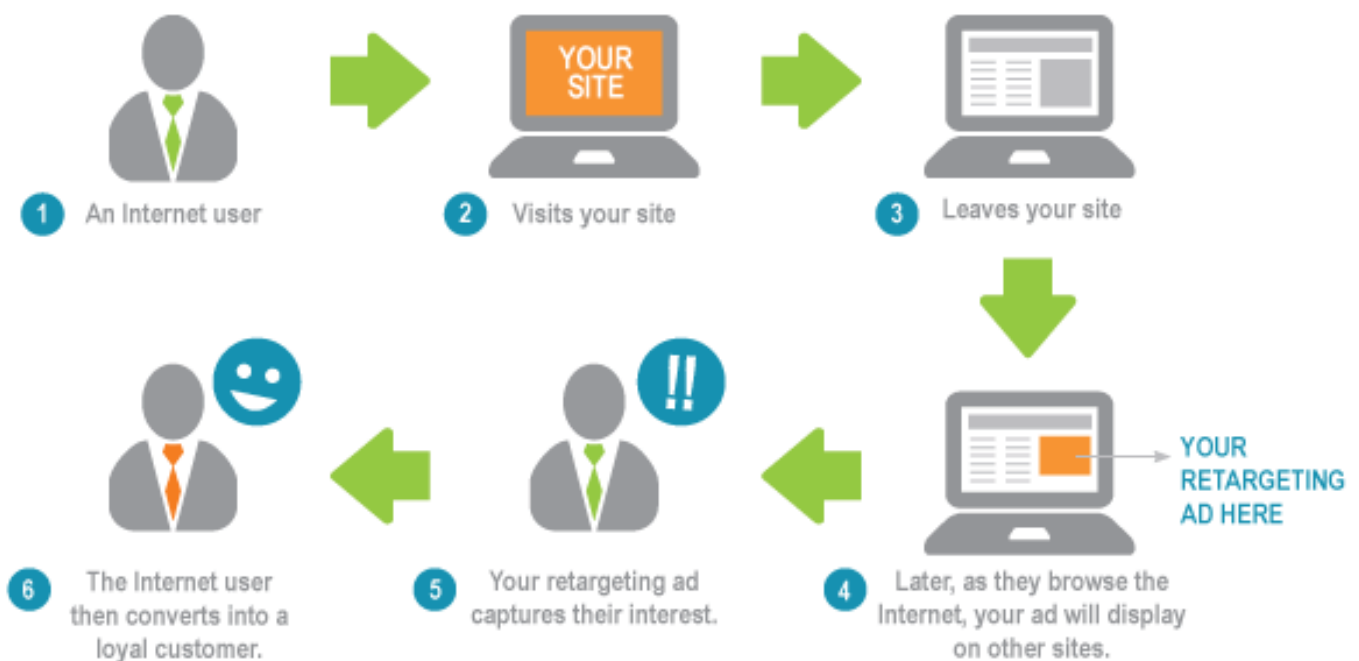 YOUR
SITE
1 An Internet user
2 Visits your site
3 Leaves your site
YOUR
RETARGETING
AD HERE
!!
6 The Internet user
then converts into a
loyal customer.
5 Your retargeting ad
captures their interest.
4 Later, as they browse the
Internet, your ad will display
on other sites.